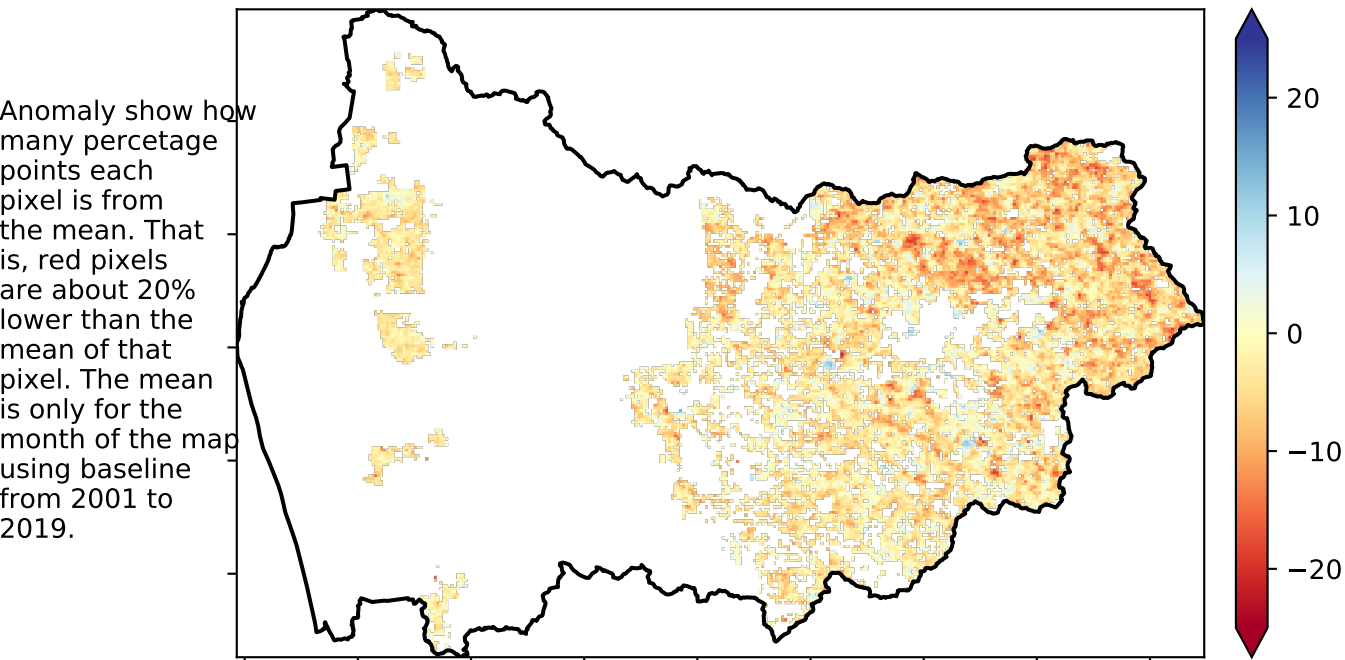 Anomaly show how
many percetage
points each
pixel is from
the mean. That
is, red pixels
are about 20%
lower than the
mean of that
pixel. The mean
is only for the
month of the map
using baseline
from 2001 to
2019.
20
10
0
−10
−20